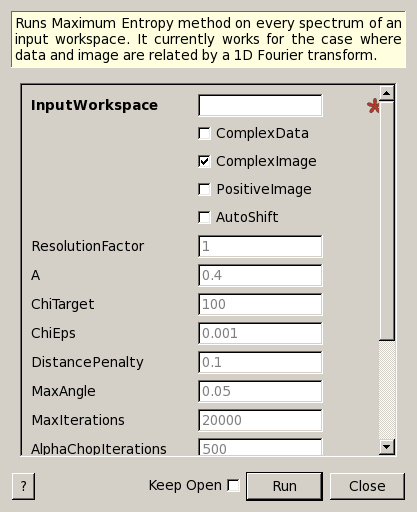 Runs Maximum Entropy method on every spectrum of an
input workspace. It currently works for the case where
data and image are related by a 1D Fourier transform.
InputWorkspace *
ComplexData
ComplexImage
PositiveImage
AutoShift
ResolutionFactor 1
A 0.4
ChiTarget 100
ChiEps 0.001
DistancePenalty 0.1
MaxAngle 0.05
MaxIterations 20000
AlphaChopIterations 500
? Keep Open Run Close